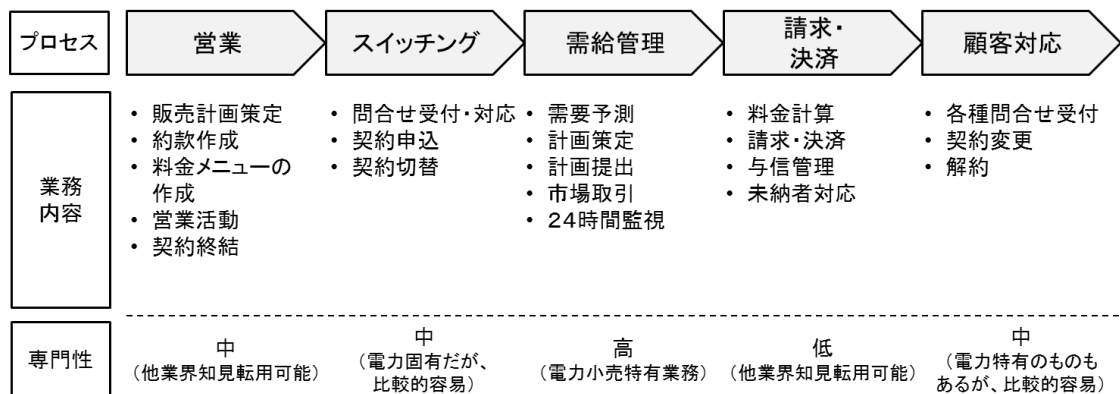 プロセス
営業
スイッチング
需給管理
請求・
決済
顧客対応
業務
内容
• 販売計画策定
• 約款作成
• 料金メニューの
作成
• 営業活動
• 契約終結
• 問合せ受付・対応
• 契約申込
• 契約切替
• 需要予測
• 計画策定
• 計画提出
• 市場取引
• 24時間監視
• 料金計算
• 請求・決済
• 与信管理
• 未納者対応
• 各種問合せ受付
• 契約変更
• 解約
専門性
中
(他業界知見転用可能)
中
(電力固有だが、
比較的容易)
高
(電力小売特有業務)
低
(他業界知見転用可能)
中
(電力特有のものも
あるが、比較的容易)